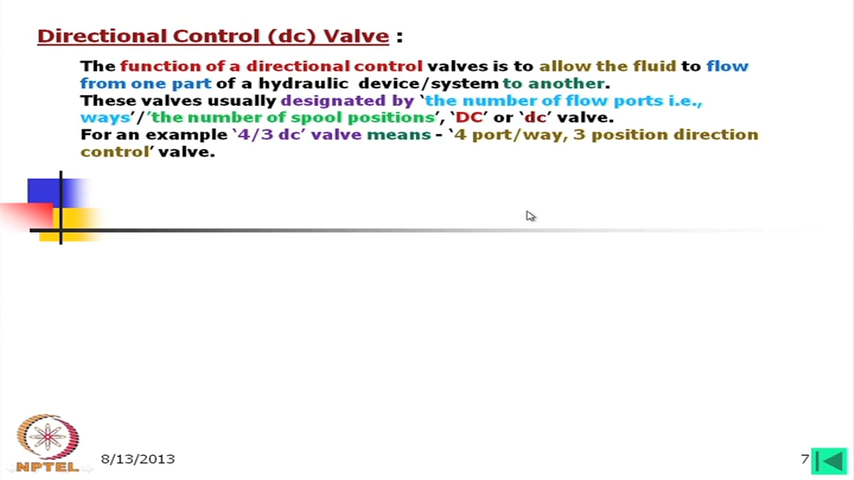 Directional Control (dc) Valve :
The function of a directional control valves is to allow the fluid to flow
from one part of a hydraulic device/system to another.
These valves usually designated by ‘the number of flow ports i.e.,
ways’/’the number of spool positions’, ‘DC’ or ‘dc’ valve.
For an example ‘4/3 dc’ valve means - ‘4 port/way, 3 position direction
control’ valve.
NPTEL
8/13/2013
7